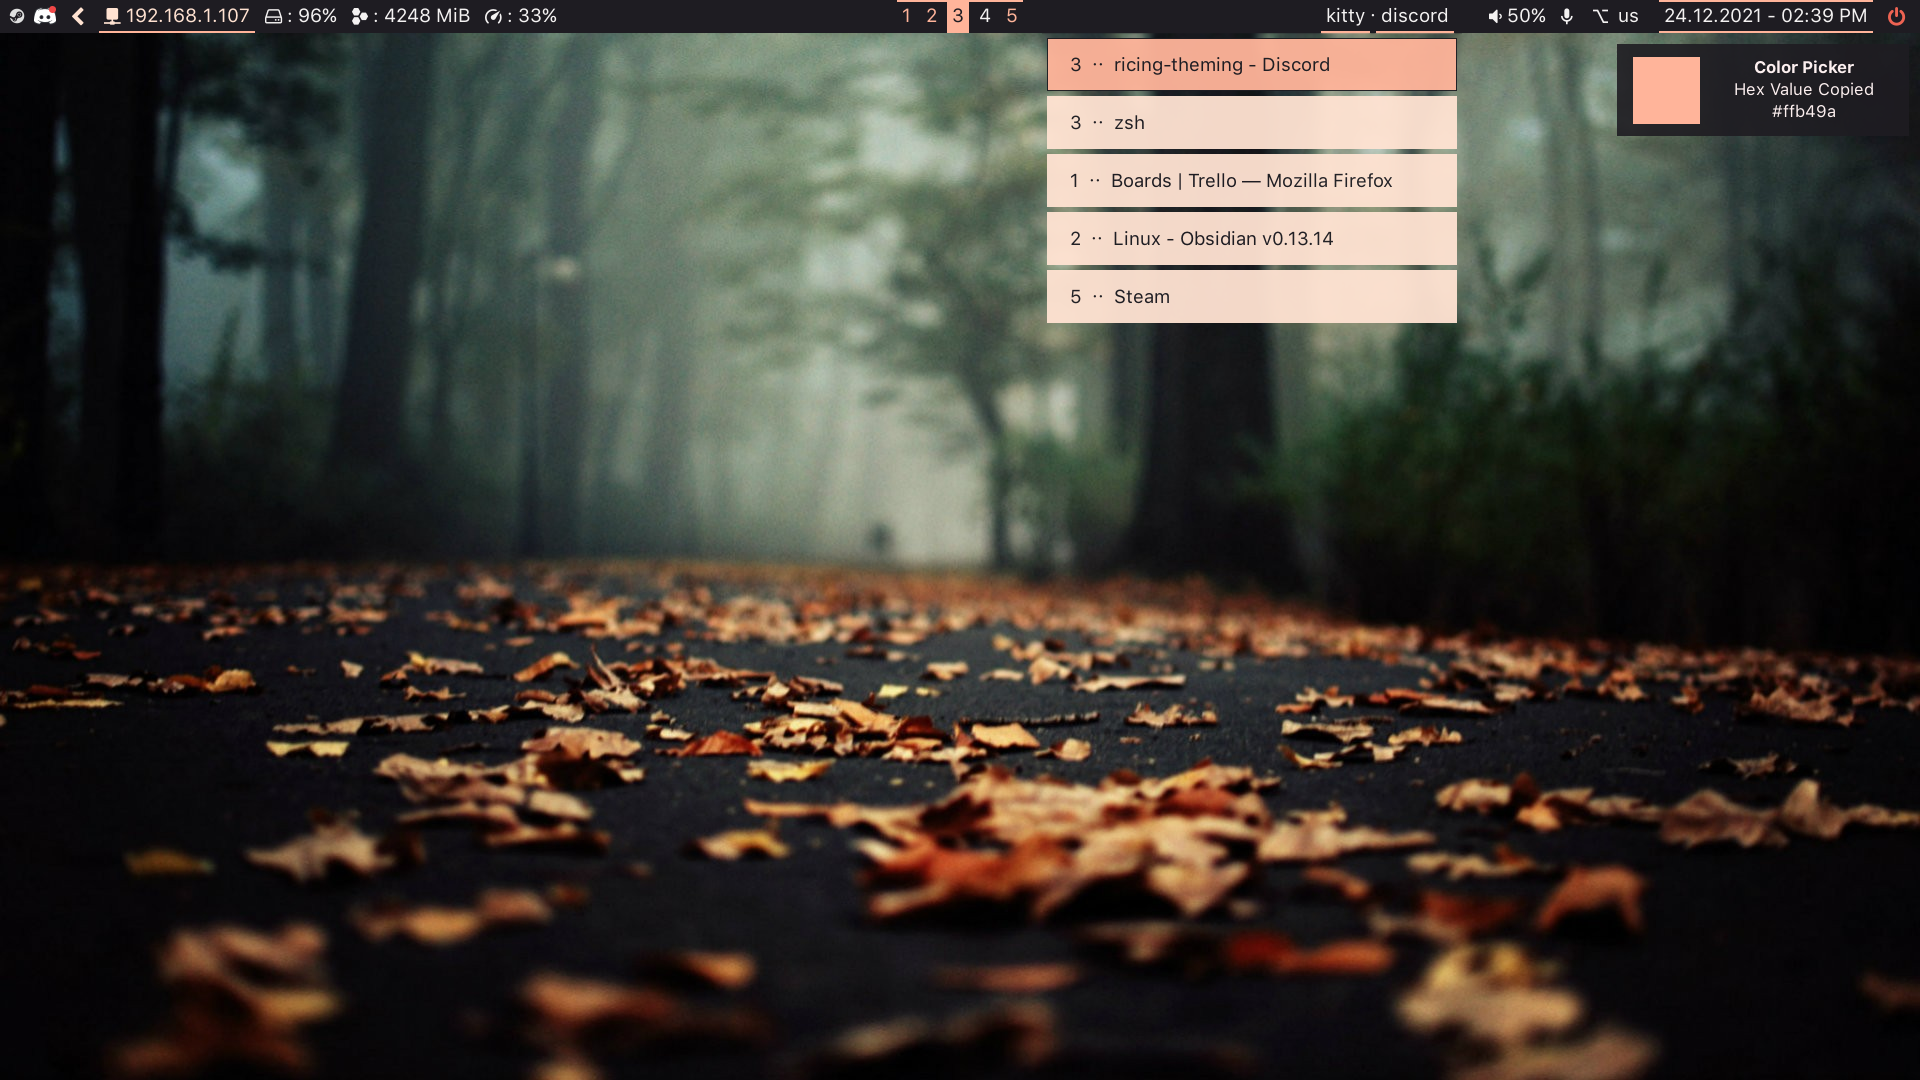 192.168.1.107 : 96% : 4248 MiB : 33% 1 2 3 4 5 kitty · discord 50% us 24.12.2021 - 02:39 PM
3 ·· ricing-theming - Discord
3 ·· zsh
1 ·· Boards | Trello — Mozilla Firefox
2 ·· Linux - Obsidian v0.13.14
5 ·· Steam
Color Picker
Hex Value Copied
#ffb49a